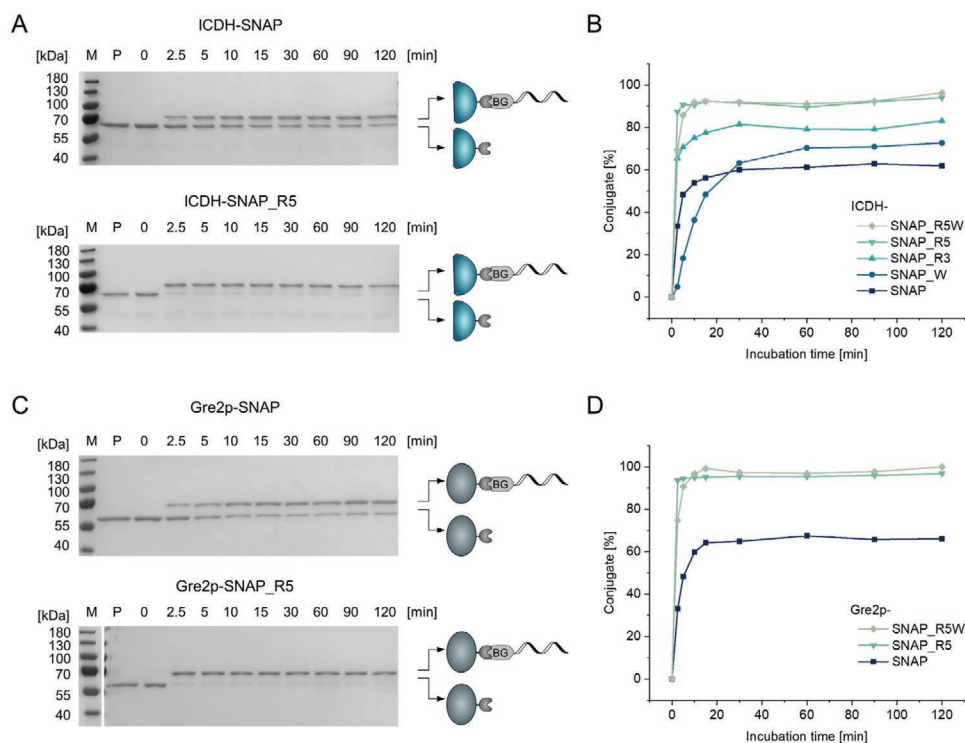 A
ICDH-SNAP
[kDa] M P 0 2.5 5 10 15 30 60 90 120 [min]
180
130
100
70
55
40
BG
ICDH-SNAP_R5
[kDa] M P 0 2.5 5 10 15 30 60 90 120 [min]
180
130
100
70
55
40
BG
B
Conjugate [%]
100
80
60
40
20
0
ICDH-
SNAP_R5W
SNAP_R5
SNAP_R3
SNAP_W
SNAP
0 20 40 60 80 100 120
Incubation time [min]
C
Gre2p-SNAP
[kDa] M P 0 2.5 5 10 15 30 60 90 120 [min]
180
130
100
70
55
40
BG
Gre2p-SNAP_R5
[kDa] M P 0 2.5 5 10 15 30 60 90 120 [min]
180
130
100
70
55
40
BG
D
Conjugate [%]
100
80
60
40
20
0
Gre2p-
SNAP_R5W
SNAP_R5
SNAP
0 20 40 60 80 100 120
Incubation time [min]